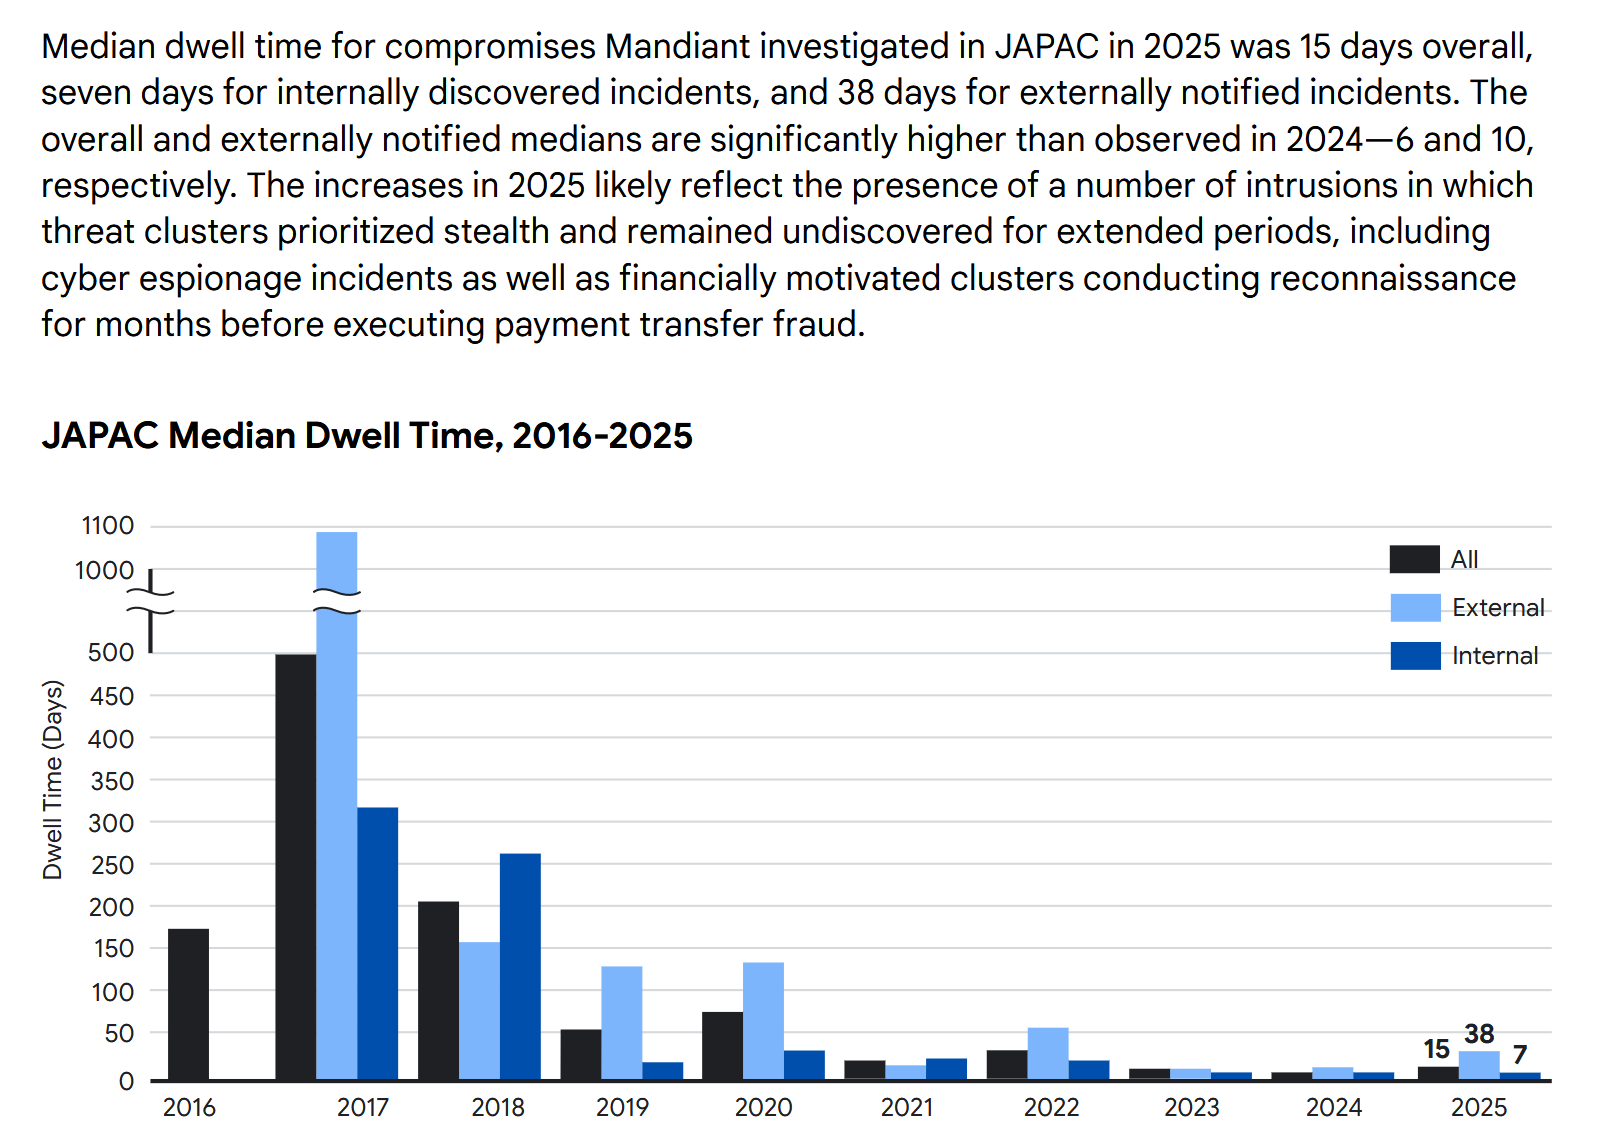 Median dwell time for compromises Mandiant investigated in JAPAC in 2025 was 15 days overall,
seven days for internally discovered incidents, and 38 days for externally notified incidents. The
overall and externally notified medians are significantly higher than observed in 2024—6 and 10,
respectively. The increases in 2025 likely reflect the presence of a number of intrusions in which
threat clusters prioritized stealth and remained undiscovered for extended periods, including
cyber espionage incidents as well as financially motivated clusters conducting reconnaissance
for months before executing payment transfer fraud.
JAPAC Median Dwell Time, 2016-2025
Dwell Time (Days)
1100
1000
500
450
400
350
300
250
200
150
100
50
0
All
External
Internal
15
38
7
2016 2017 2018 2019 2020 2021 2022 2023 2024 2025